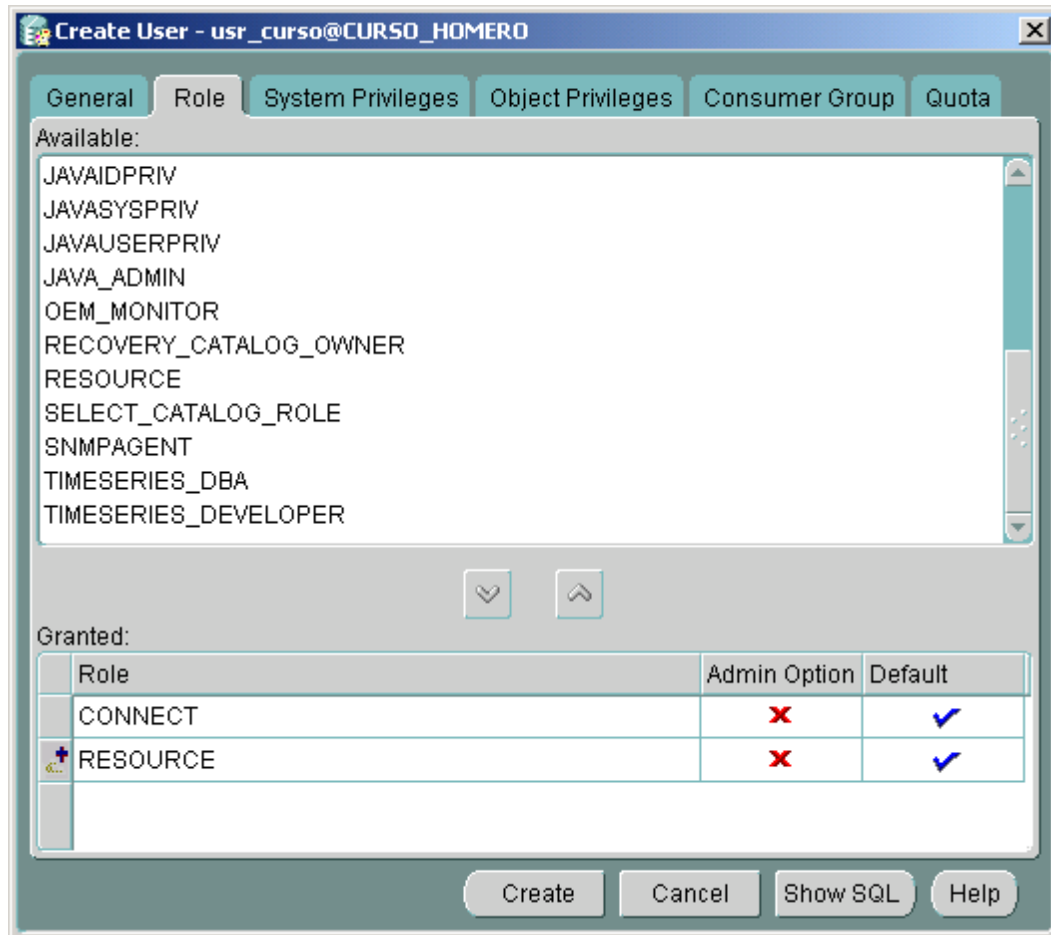 Create User - usr_curso@CURSO_HOMERO
General Role System Privileges Object Privileges Consumer Group Quota
Available:
JAVAIDPRIV
JAVASYSPRIV
JAVAUSERPRIV
JAVA_ADMIN
OEM_MONITOR
RECOVERY_CATALOG_OWNER
RESOURCE
SELECT_CATALOG_ROLE
SNMPAGENT
TIMESERIES_DBA
TIMESERIES_DEVELOPER
Granted:
Role Admin Option Default
CONNECT
RESOURCE
Create Cancel Show SQL Help